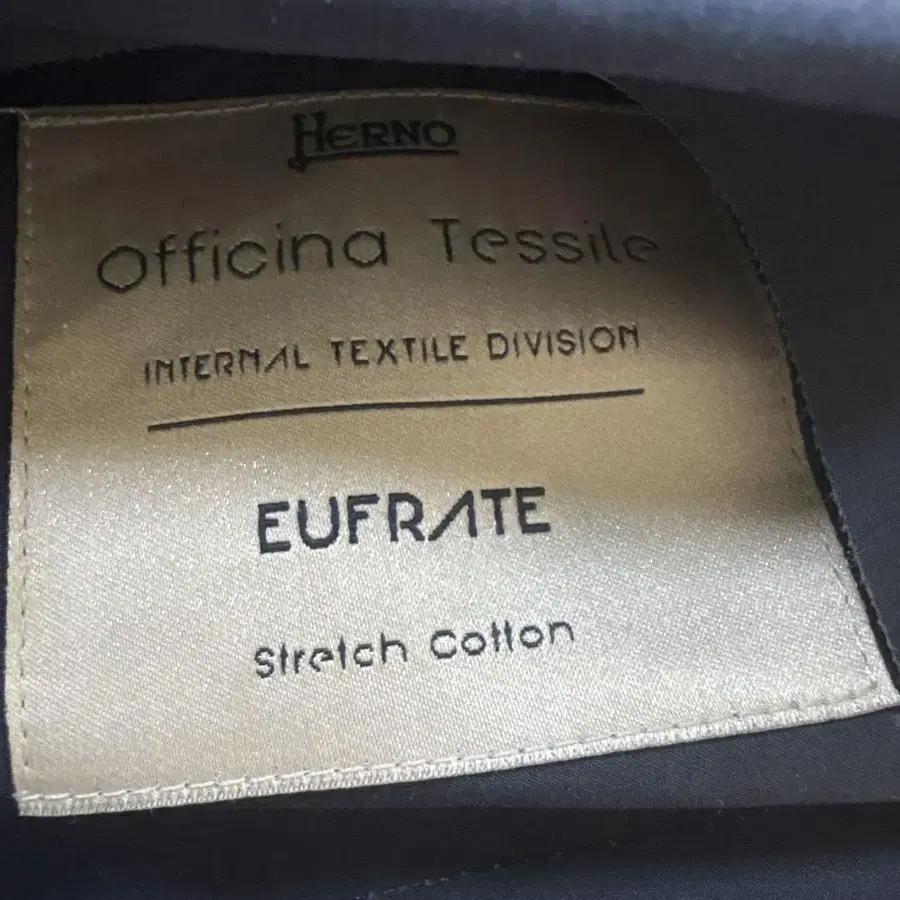 HERNO
Officina Tessile
INTERNAL TEXTILE DIVISION
EUFRATE
Stretch Cotton